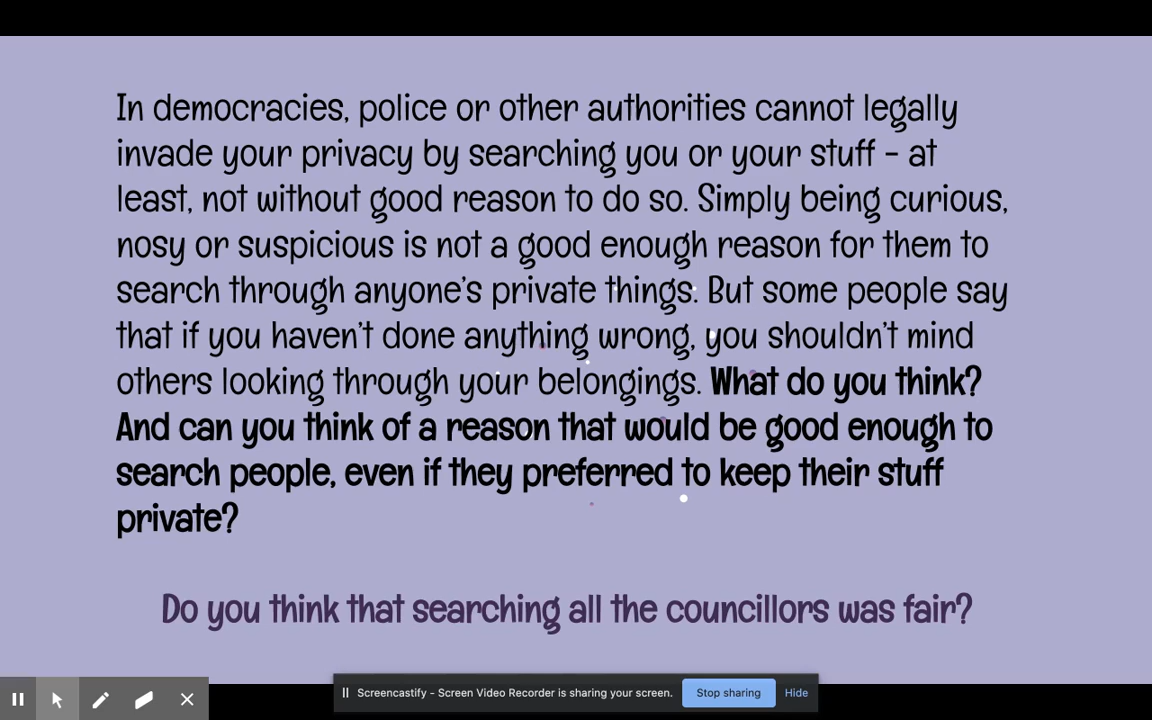 In democracies, police or other authorities cannot legally
invade your privacy by searching you or your stuff – at
least, not without good reason to do so. Simply being curious,
nosy or suspicious is not a good enough reason for them to
search through anyone's private things. But some people say
that if you haven't done anything wrong, you shouldn't mind
others looking through your belongings. What do you think?
And can you think of a reason that would be good enough to
search people, even if they preferred to keep their stuff
private?
Do you think that searching all the councillors was fair?
Screencastify - Screen Video Recorder is sharing your screen.
Stop sharing
Hide